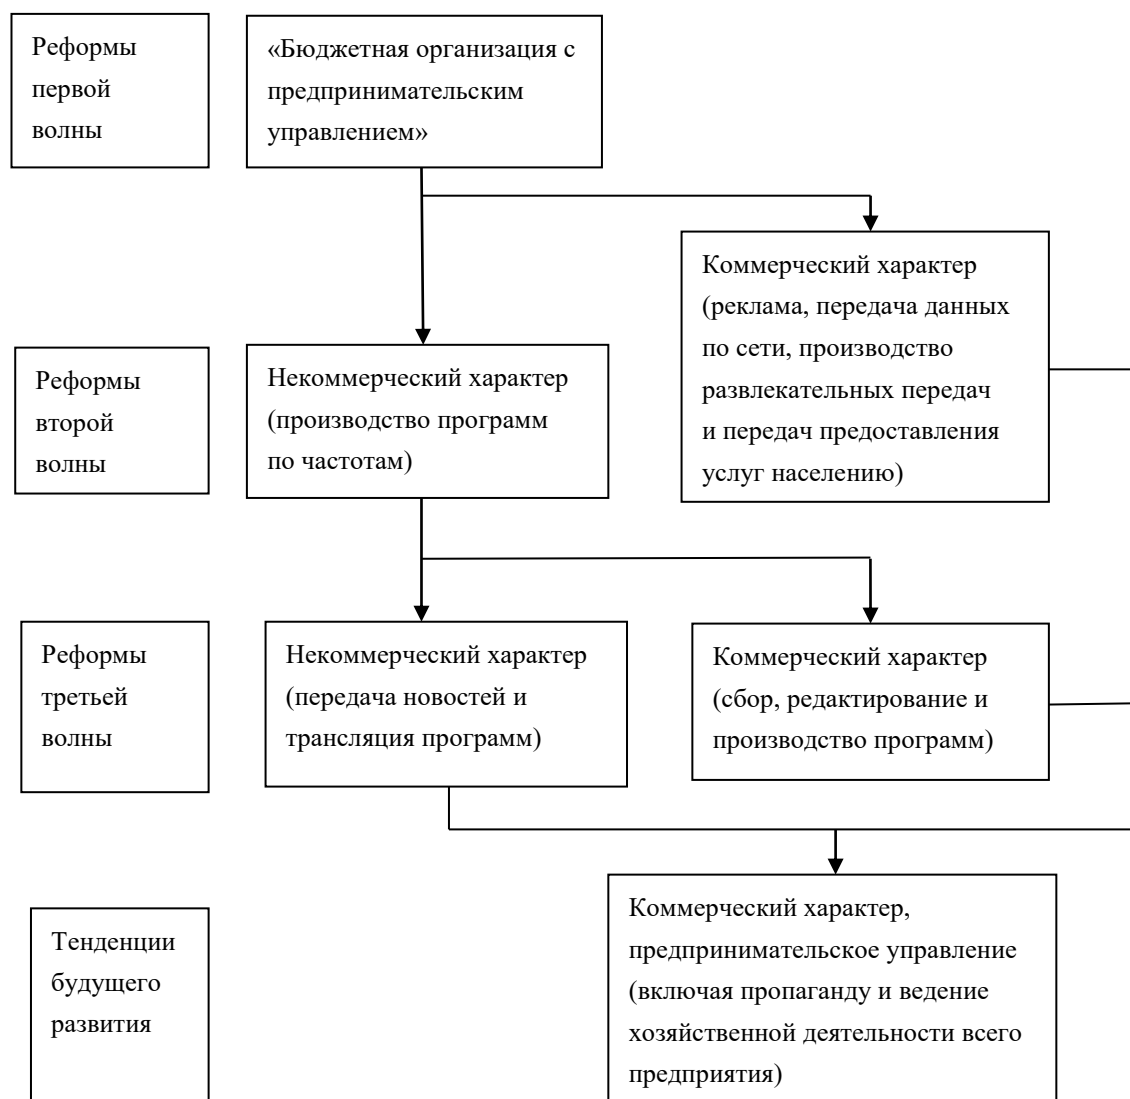 Реформы
первой
волны
«Бюджетная организация с
предпринимательским
управлением»
Коммерческий характер
(реклама, передача данных
по сети, производство
развлекательных передач
и передач предоставления
услуг населению)
Реформы
второй
волны
Некоммерческий характер
(производство программ
по частотам)
Реформы
третьей
волны
Некоммерческий характер
(передача новостей и
трансляция программ)
Коммерческий характер
(сбор, редактирование и
производство программ)
Тенденции
будущего
развития
Коммерческий характер,
предпринимательское управление
(включая пропаганду и ведение
хозяйственной деятельности всего
предприятия)